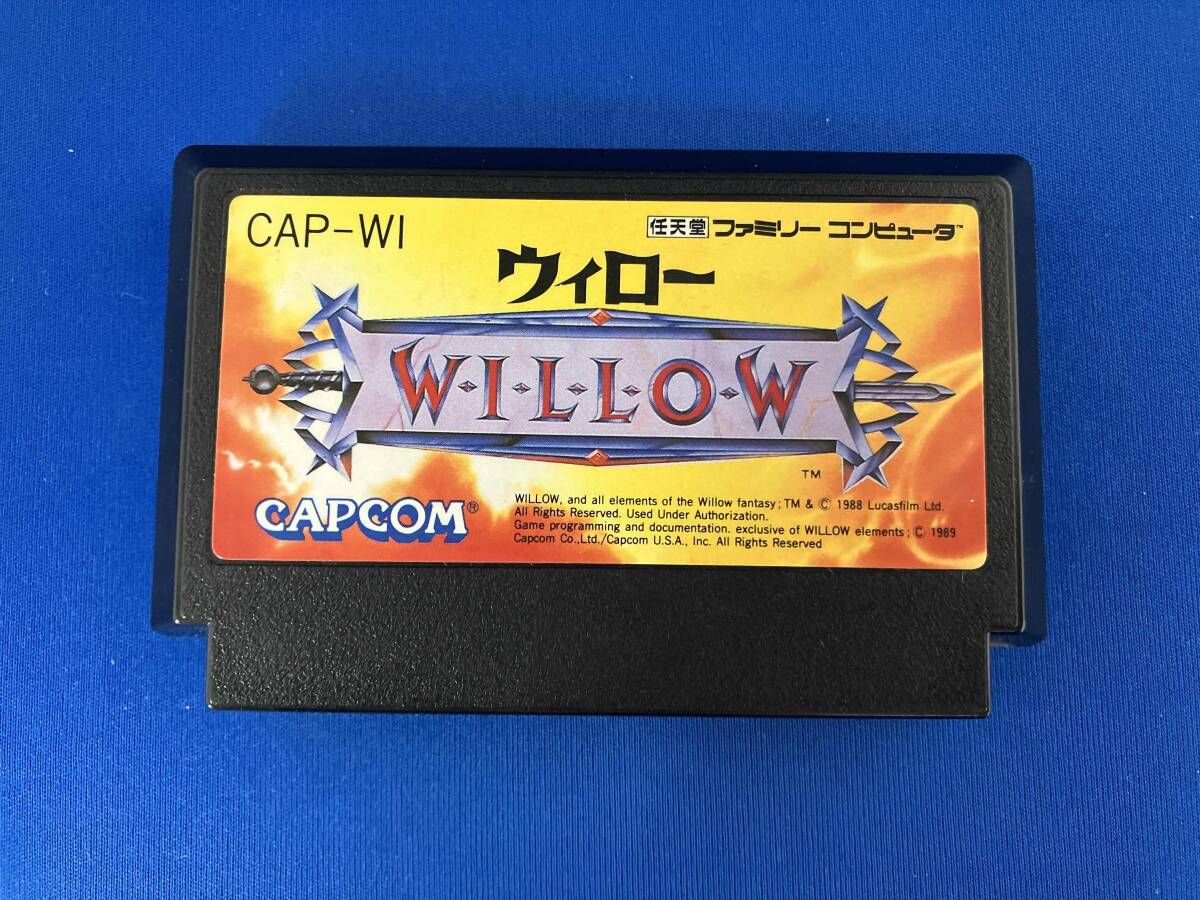 CAP-WI
任天堂 ファミリー コンピュータ™
ウィロー
W·I·L·L·O·W
TM
CAPCOM®
WILLOW, and all elements of the Willow fantasy; TM & © 1988 Lucasfilm Ltd.
All Rights Reserved. Used Under Authorization.
Game programming and documentation. exclusive of WILLOW elements; © 1989
Capcom Co.,Ltd./Capcom U.S.A., Inc. All Rights Reserved